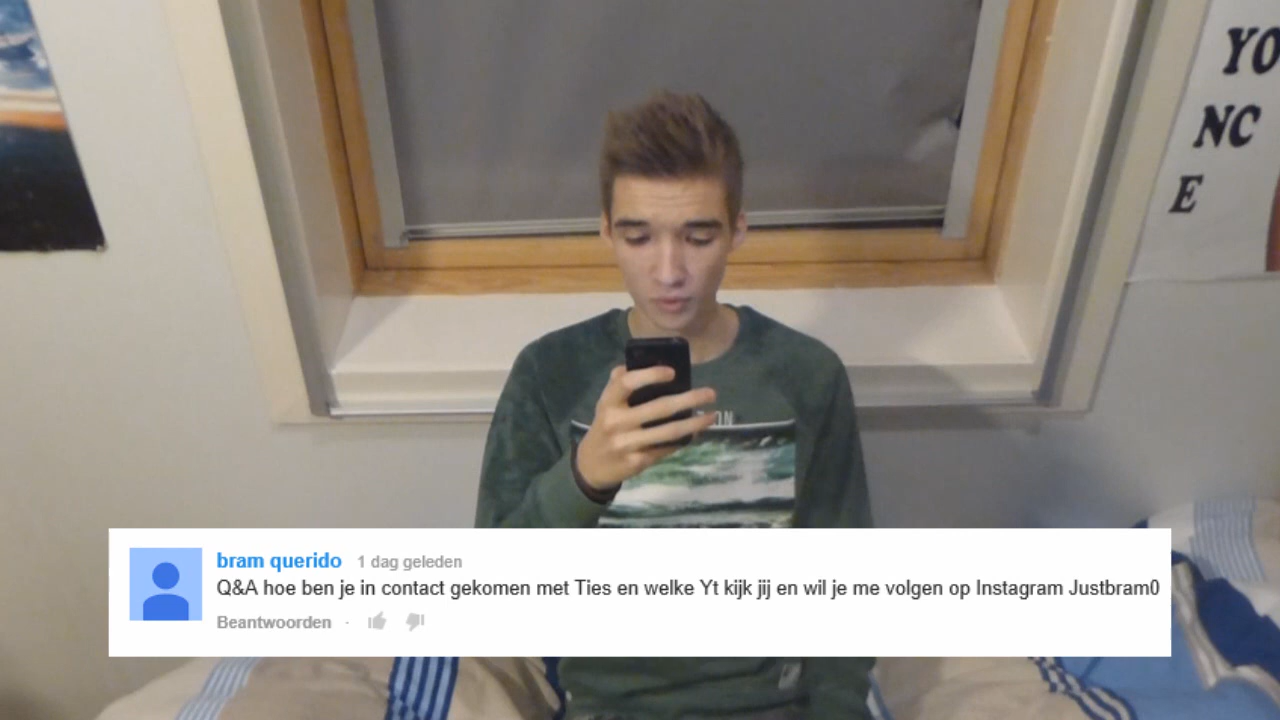 YO
NC
E
bram querido 1 dag geleden
Q&A hoe ben je in contact gekomen met Ties en welke Yt kijk jij en wil je me volgen op Instagram Justbram0
Beantwoorden ·